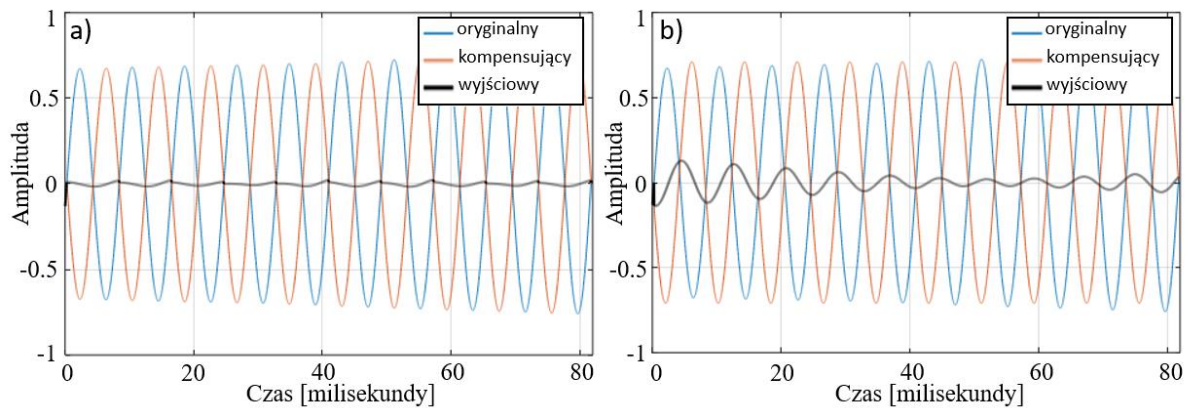 a)
1
0.5
0
-0.5
-1
Amplituda
oryginalny
kompensujący
wyjściowy
0 20 40 60 80
Czas [milisekundy]
b)
1
0.5
0
-0.5
-1
Amplituda
oryginalny
kompensujący
wyjściowy
0 20 40 60 80
Czas [milisekundy]